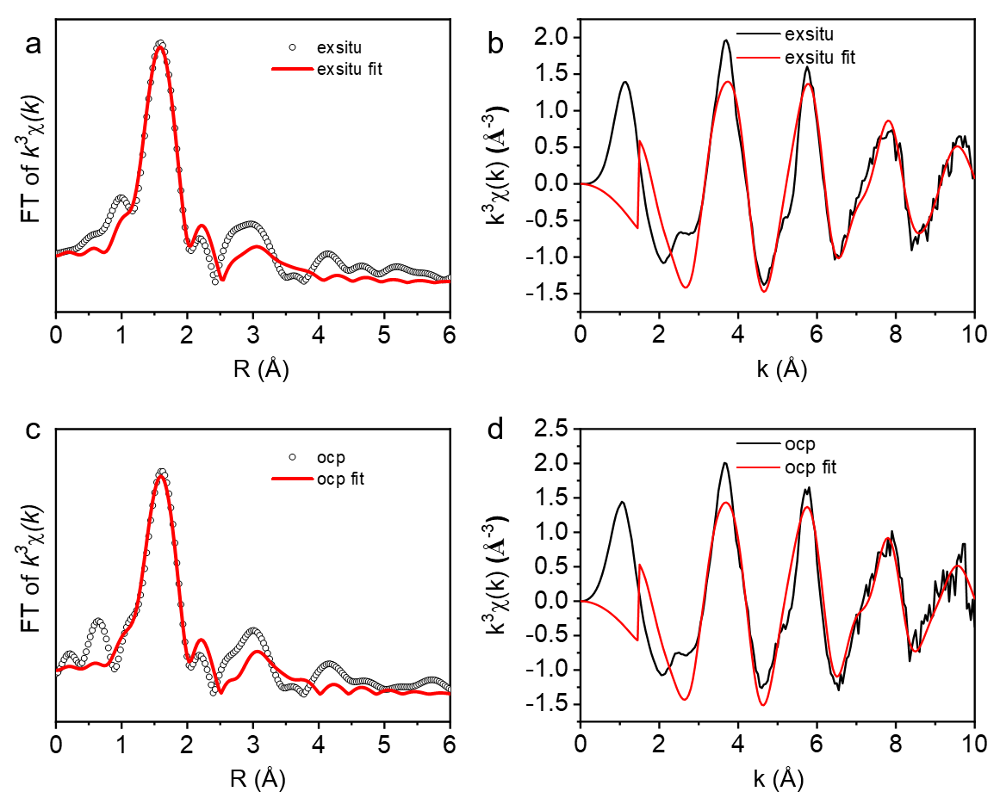 a
exsitu
exsitu fit
FT of k³χ(k)
0 1 2 3 4 5 6
R (Å)
b
exsitu
exsitu fit
2.0
1.5
1.0
0.5
0.0
-0.5
-1.0
-1.5
k³χ(k) (Å⁻³)
0 2 4 6 8 10
k (Å)
c
ocp
ocp fit
FT of k³χ(k)
0 1 2 3 4 5 6
R (Å)
d
ocp
ocp fit
2.5
2.0
1.5
1.0
0.5
0.0
-0.5
-1.0
-1.5
k³χ(k) (Å⁻³)
0 2 4 6 8 10
k (Å)